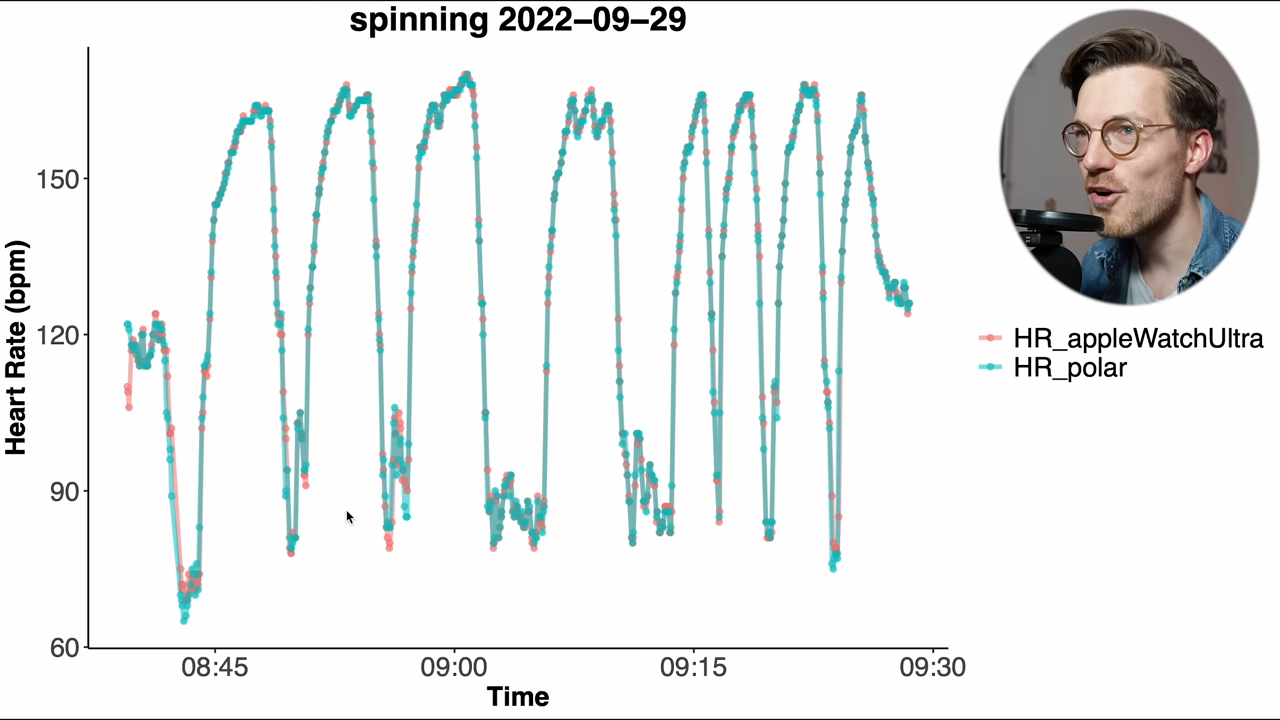 spinning 2022–09–29
Heart Rate (bpm)
150
120
90
60
08:45
09:00
09:15
09:30
Time
HR_appleWatchUltra
HR_polar